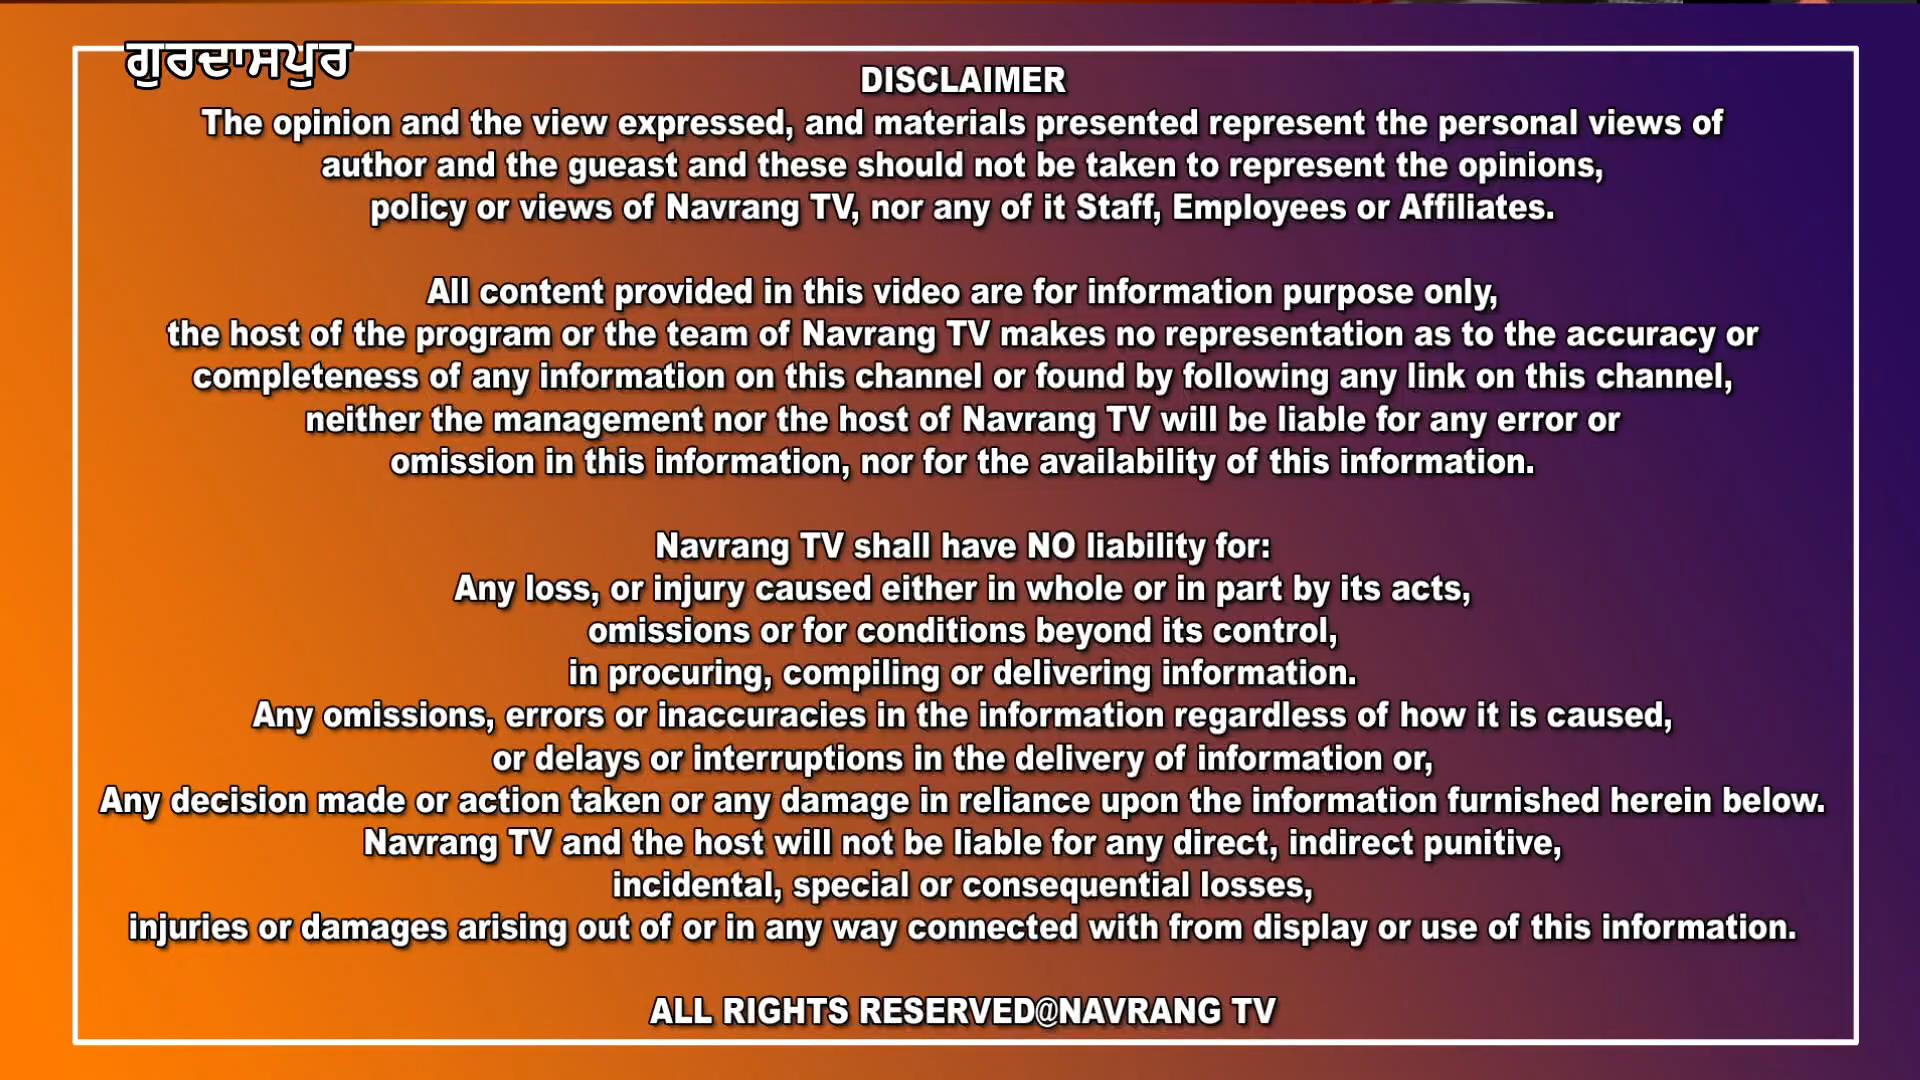 ਗੁਰਦਾਸਪੁਰ
DISCLAIMER
The opinion and the view expressed, and materials presented represent the personal views of
author and the gueast and these should not be taken to represent the opinions,
policy or views of Navrang TV, nor any of it Staff, Employees or Affiliates.
All content provided in this video are for information purpose only,
the host of the program or the team of Navrang TV makes no representation as to the accuracy or
completeness of any information on this channel or found by following any link on this channel,
neither the management nor the host of Navrang TV will be liable for any error or
omission in this information, nor for the availability of this information.
Navrang TV shall have NO liability for:
Any loss, or injury caused either in whole or in part by its acts,
omissions or for conditions beyond its control,
in procuring, compiling or delivering information.
Any omissions, errors or inaccuracies in the information regardless of how it is caused,
or delays or interruptions in the delivery of information or,
Any decision made or action taken or any damage in reliance upon the information furnished herein below.
Navrang TV and the host will not be liable for any direct, indirect punitive,
incidental, special or consequential losses,
injuries or damages arising out of or in any way connected with from display or use of this information.
ALL RIGHTS RESERVED@NAVRANG TV